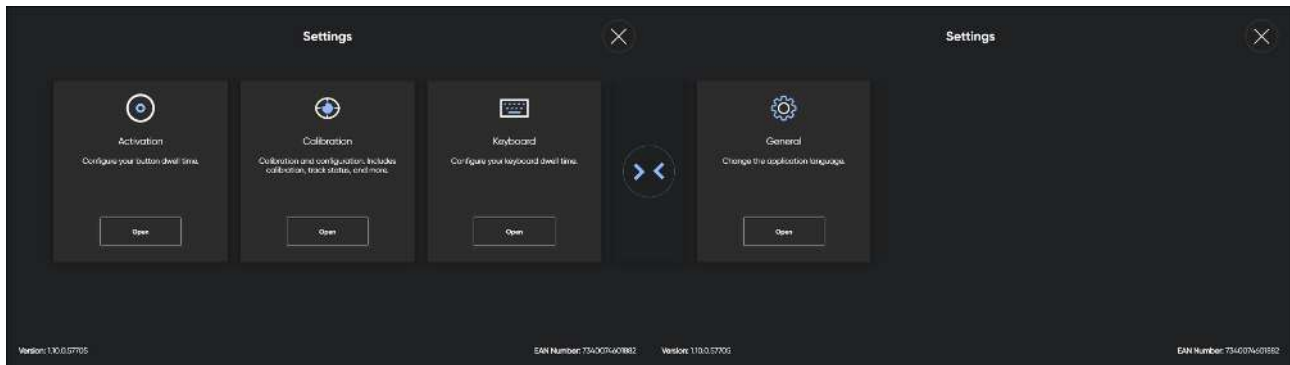 Settings
Activation
Configure your button dwell time.
Open
Calibration
Calibration and configuration. Includes
calibration, track status, and more.
Open
Keyboard
Configure your keyboard dwell time.
Open
Version: 1.10.0.57705
EAN Number: 7340074601882
Settings
General
Change the application language.
Open
Version: 1.10.0.57705
EAN Number: 7340074601882